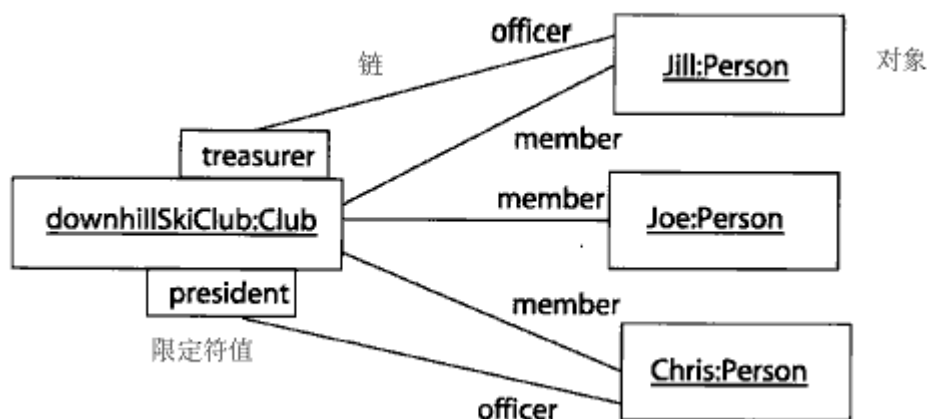 officer
链
Jill:Person
对象
treasurer
member
downhillSkiClub:Club
member
Joe:Person
president
member
限定符值
Chris:Person
officer